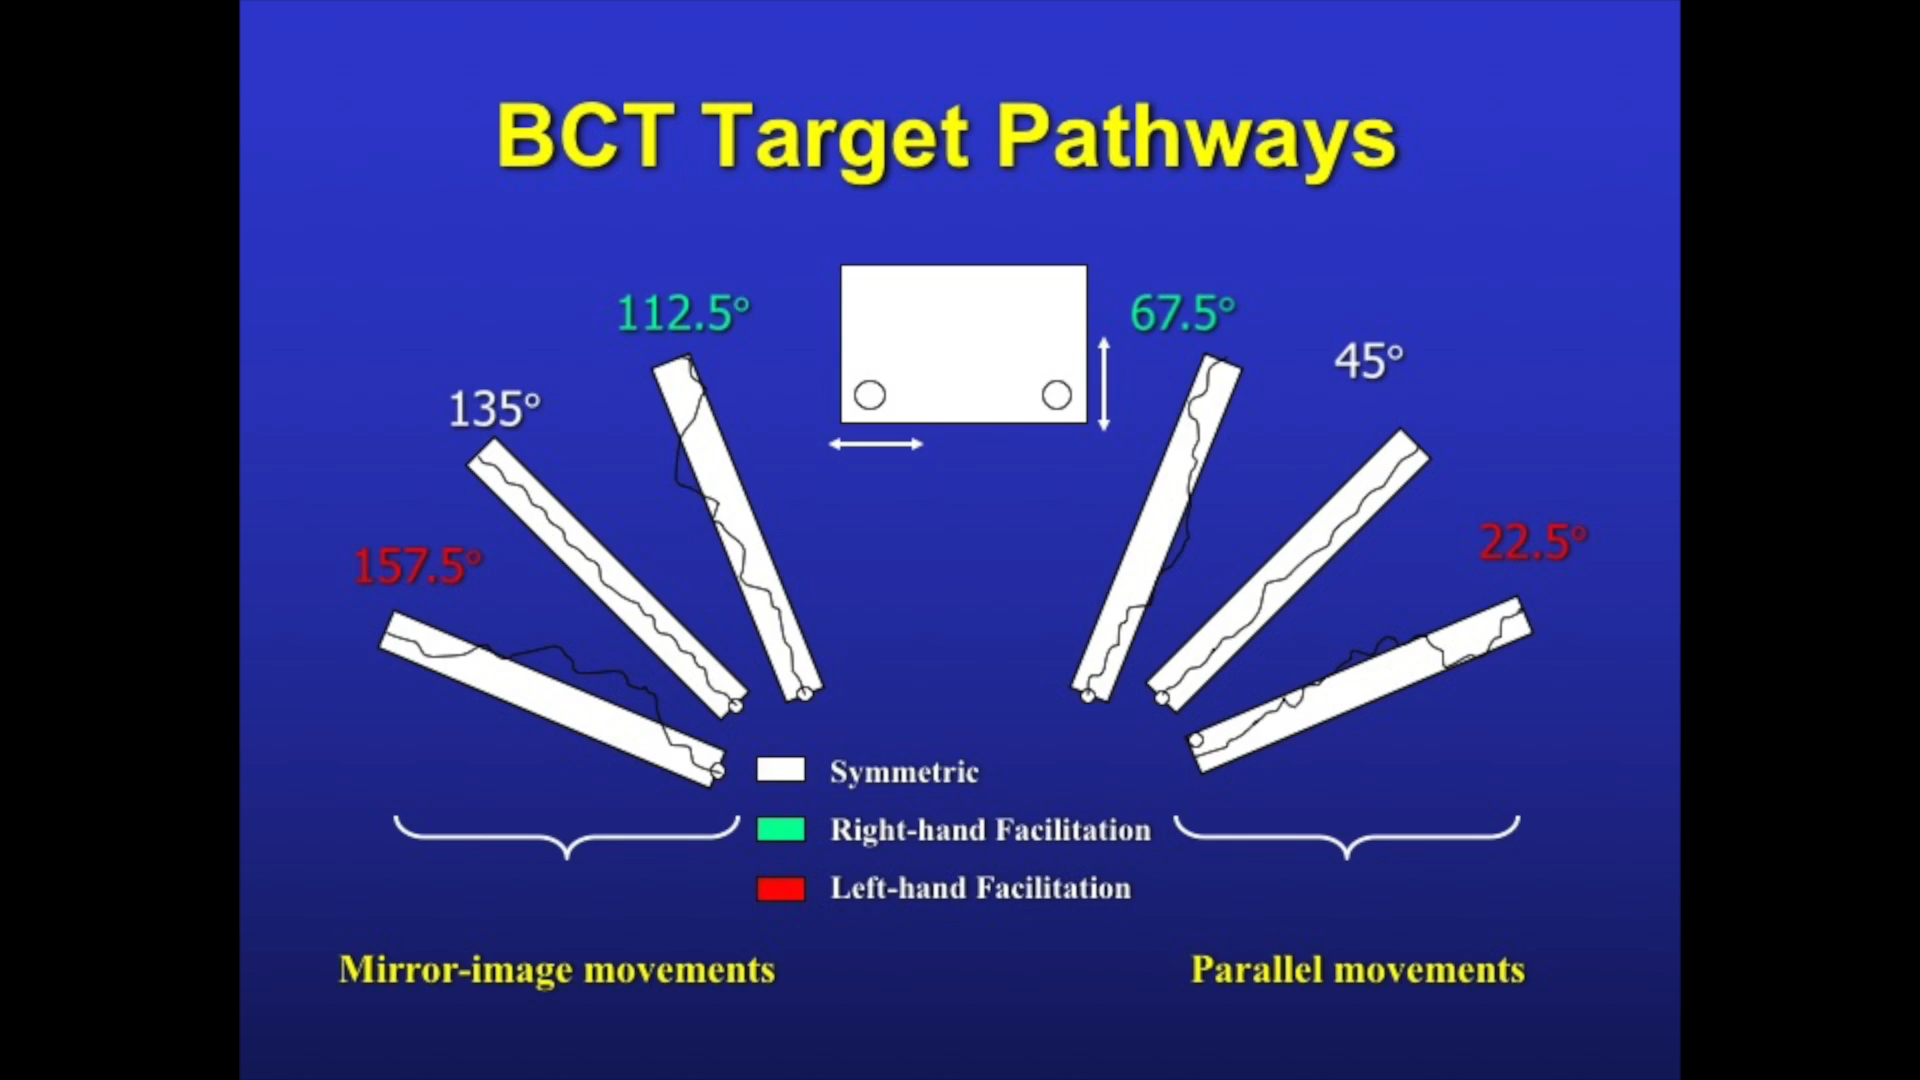 BCT Target Pathways
112.5°
67.5°
45°
135°
22.5°
157.5°
Symmetric
Right-hand Facilitation
Left-hand Facilitation
Mirror-image movements
Parallel movements